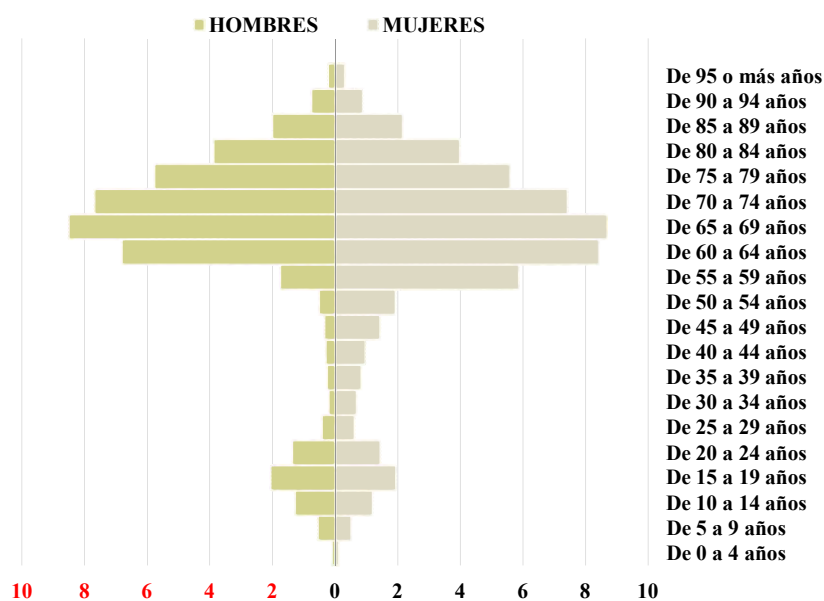 HOMBRES MUJERES
De 95 o más años
De 90 a 94 años
De 85 a 89 años
De 80 a 84 años
De 75 a 79 años
De 70 a 74 años
De 65 a 69 años
De 60 a 64 años
De 55 a 59 años
De 50 a 54 años
De 45 a 49 años
De 40 a 44 años
De 35 a 39 años
De 30 a 34 años
De 25 a 29 años
De 20 a 24 años
De 15 a 19 años
De 10 a 14 años
De 5 a 9 años
De 0 a 4 años
10 8 6 4 2 0 2 4 6 8 10